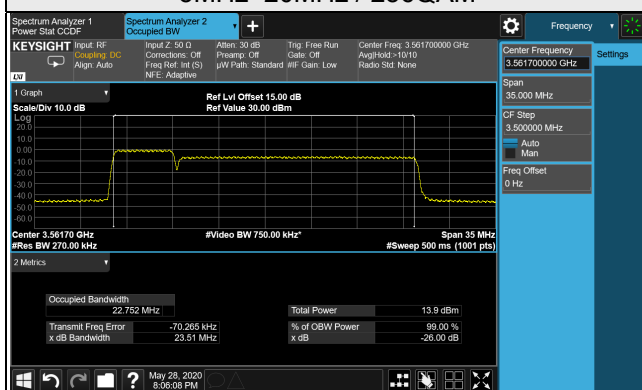 5MHz+20MHz / 256QAM
Spectrum Analyzer 1
Power Stat CCDF
Spectrum Analyzer 2
Occupied BW
Frequency
KEYSIGHT
Input: RF
Coupling: DC
Align: Auto
Input Z: 50 Ω
Corrections: Off
Freq Ref: Int (S)
NFE: Adaptive
Atten: 30 dB
Preamp: Off
µW Path: Standard
Trig: Free Run
Gate: Off
#IF Gain: Low
Center Freq: 3.561700000 GHz
Avg|Hold:>10/10
Radio Std: None
LXI
1 Graph
Scale/Div 10.0 dB
Ref Lvl Offset 15.00 dB
Ref Value 30.00 dBm
Log
20.0
10.0
0.00
-10.0
-20.0
-30.0
-40.0
-50.0
-60.0
Center 3.56170 GHz
#Res BW 270.00 kHz
#Video BW 750.00 kHz*
Span 35 MHz
#Sweep 500 ms (1001 pts)
2 Metrics
Occupied Bandwidth
22.752 MHz
Total Power 13.9 dBm
Transmit Freq Error -70.265 kHz
% of OBW Power 99.00 %
x dB Bandwidth 23.51 MHz
x dB -26.00 dB
Center Frequency
3.561700000 GHz
Settings
Span
35.000 MHz
CF Step
3.500000 MHz
Auto
Man
Freq Offset
0 Hz
May 28, 2020
8:06:08 PM